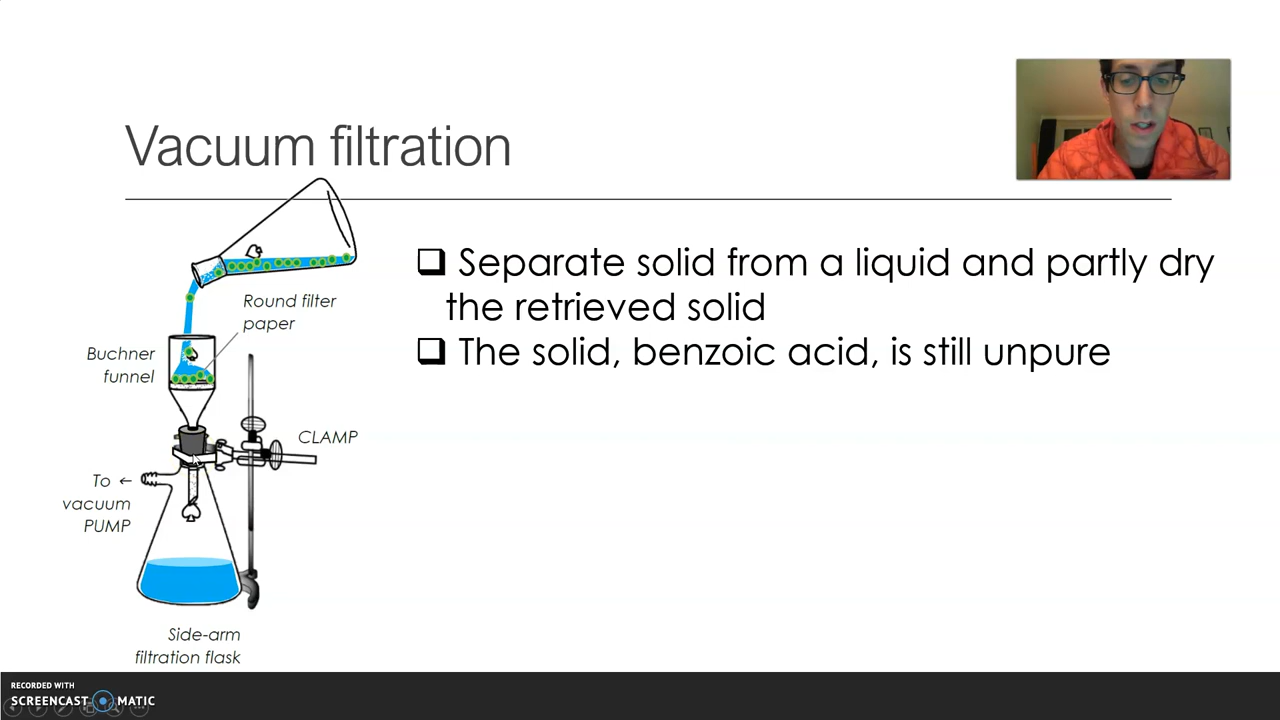 Vacuum filtration
❑ Separate solid from a liquid and partly dry
the retrieved solid
❑ The solid, benzoic acid, is still unpure
Round filter
paper
Buchner
funnel
CLAMP
To ←
vacuum
PUMP
Side-arm
filtration flask
RECORDED WITH
SCREENCAST MATIC